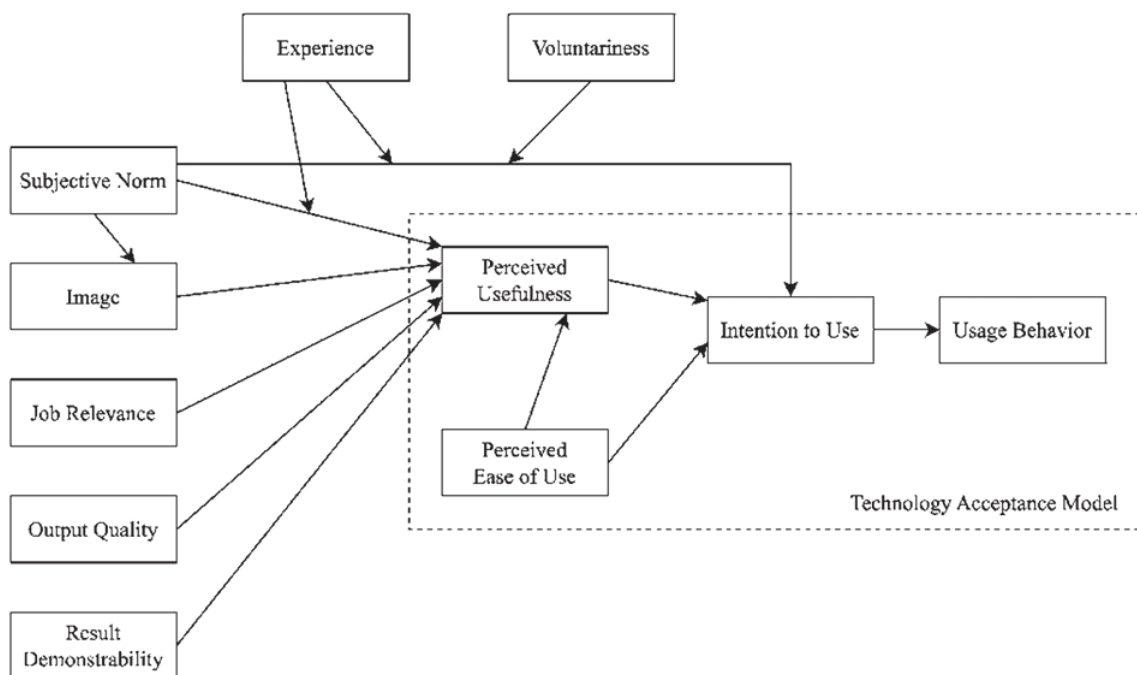 Experience
Voluntariness
Subjective Norm
Image
Perceived
Usefulness
Intention to Use
Usage Behavior
Job Relevance
Perceived
Ease of Use
Technology Acceptance Model
Output Quality
Result
Demonstrability